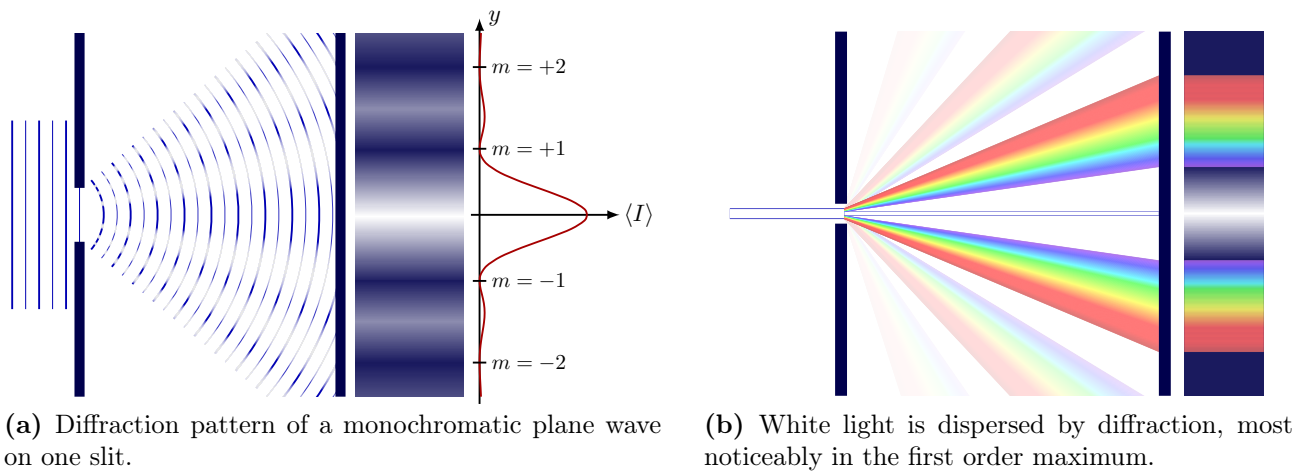 y
m = +2
m = +1
⟨I⟩
m = −1
m = −2
(a) Diffraction pattern of a monochromatic plane wave
on one slit.
(b) White light is dispersed by diffraction, most
noticeably in the first order maximum.